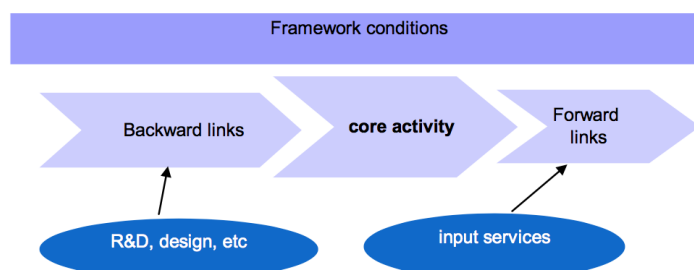 Framework conditions
Backward links
core activity
Forward
links
R&D, design, etc
input services